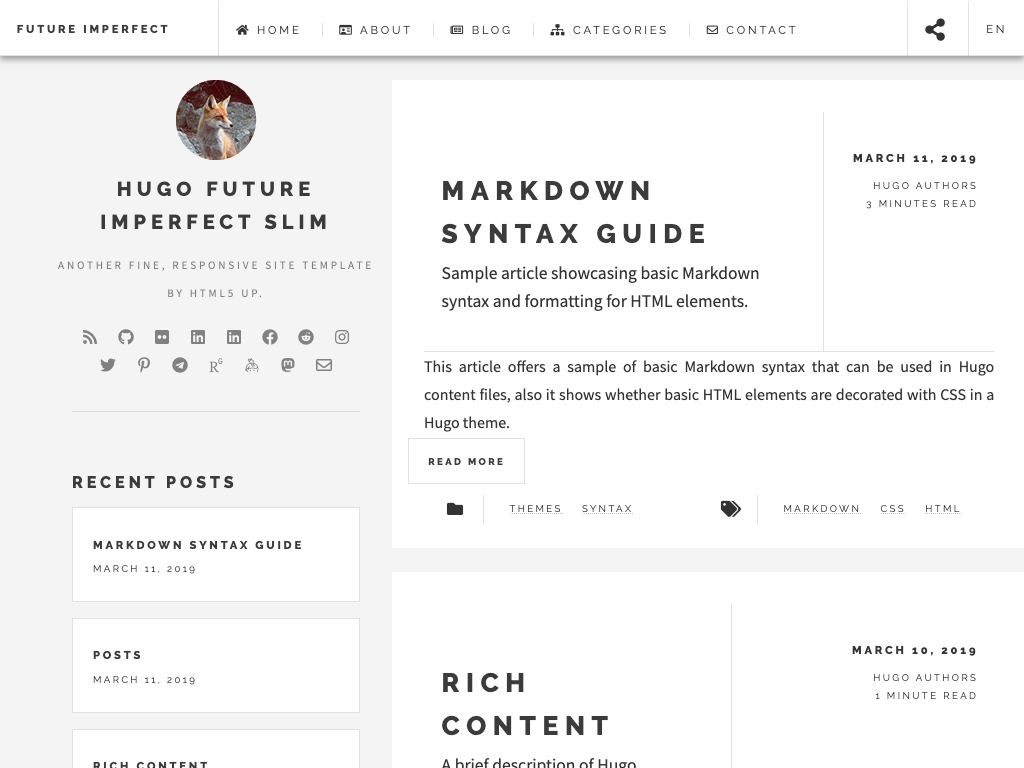 FUTURE IMPERFECT
HOME
ABOUT
BLOG
CATEGORIES
CONTACT
EN
HUGO FUTURE
IMPERFECT SLIM
ANOTHER FINE, RESPONSIVE SITE TEMPLATE
BY HTML5 UP.
RECENT POSTS
MARKDOWN SYNTAX GUIDE
MARCH 11, 2019
POSTS
MARCH 11, 2019
RICH CONTENT
MARKDOWN
SYNTAX GUIDE
Sample article showcasing basic Markdown
syntax and formatting for HTML elements.
MARCH 11, 2019
HUGO AUTHORS
3 MINUTES READ
This article offers a sample of basic Markdown syntax that can be used in Hugo
content files, also it shows whether basic HTML elements are decorated with CSS in a
Hugo theme.
READ MORE
THEMES SYNTAX
MARKDOWN CSS HTML
RICH
CONTENT
A brief description of Hugo
MARCH 10, 2019
HUGO AUTHORS
1 MINUTE READ